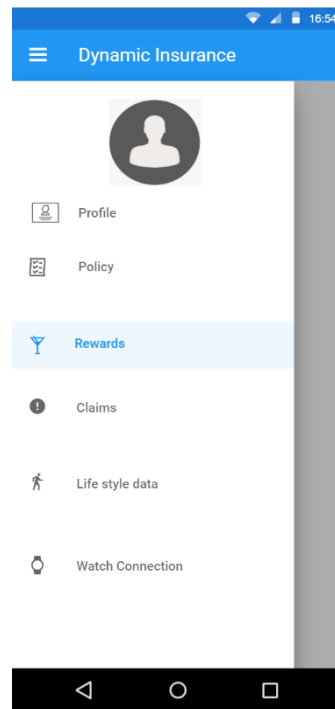 16:54
Dynamic Insurance
Profile
Policy
Rewards
Claims
Life style data
Watch Connection